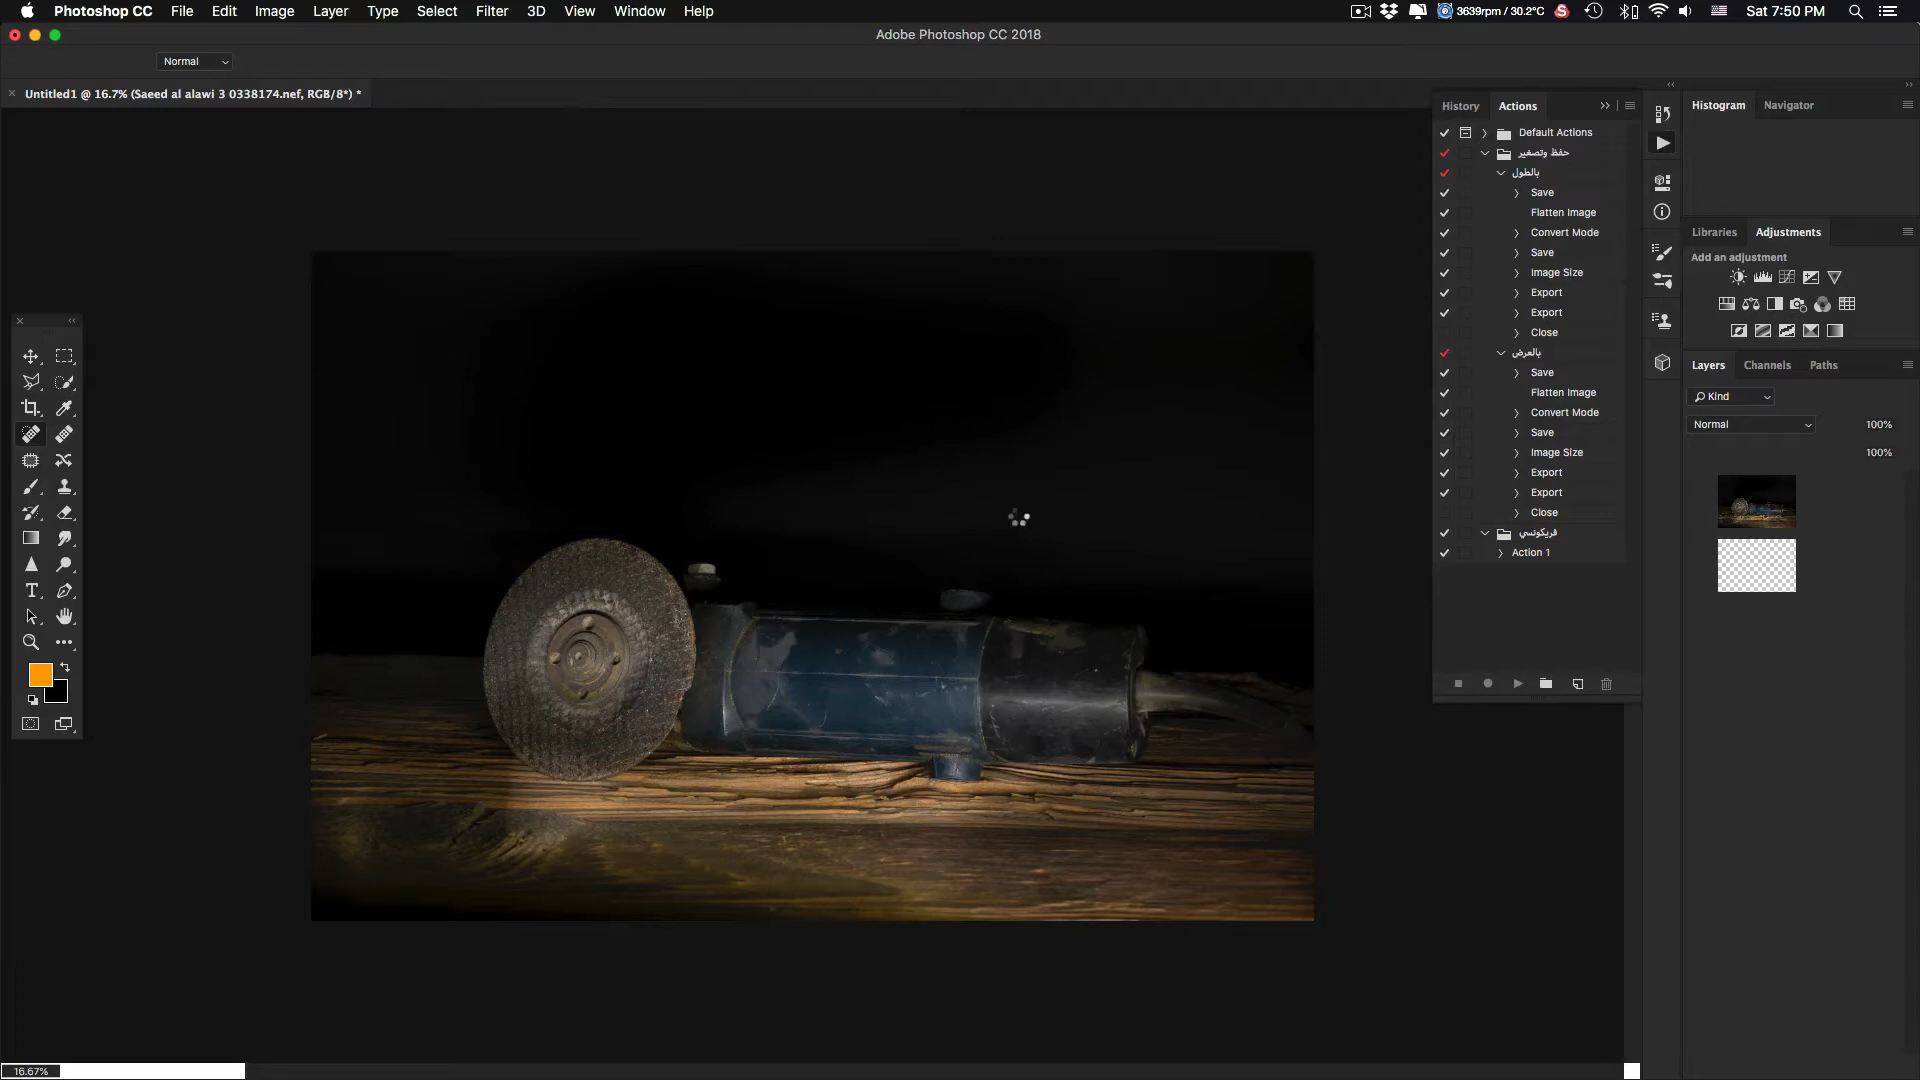 Photoshop CC File Edit Image Layer Type Select Filter 3D View Window Help 3639rpm / 30.2°C Sat 7:50 PM
Adobe Photoshop CC 2018
Normal
Untitled1 @ 16.7% (Saeed al alawi 3 0338174.nef, RGB/8*) *
History Actions
Default Actions
حفظ وتصغير
بالطول
Save
Flatten Image
Convert Mode
Save
Image Size
Export
Export
Close
بالعرض
Save
Flatten Image
Convert Mode
Save
Image Size
Export
Export
Close
فريكونسي
Action 1
Histogram Navigator
Libraries Adjustments
Add an adjustment
Layers Channels Paths
Kind
Normal 100%
100%
16.67%